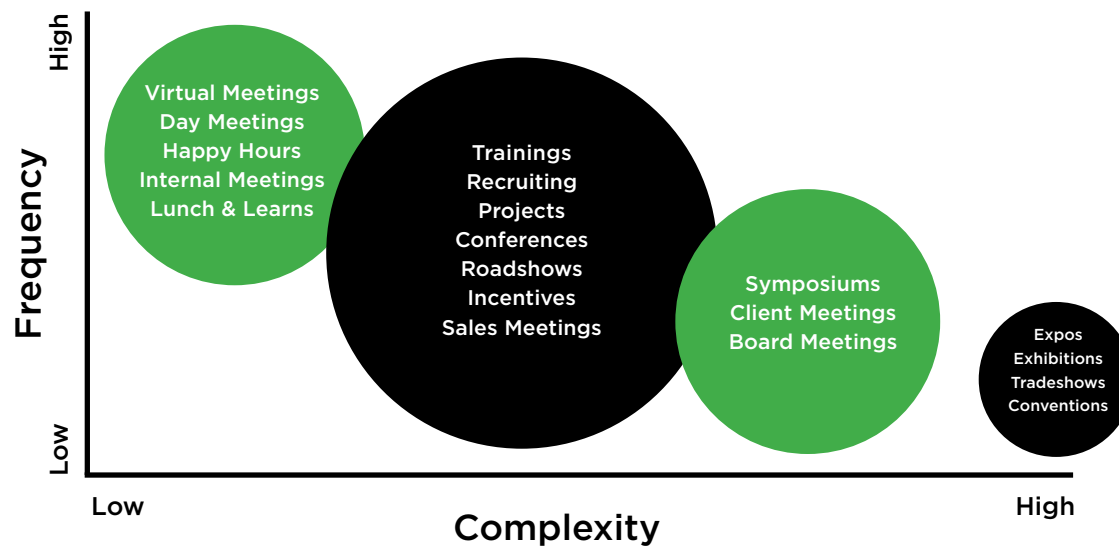 High
Frequency
Low
Virtual Meetings
Day Meetings
Happy Hours
Internal Meetings
Lunch & Learns
Trainings
Recruiting
Projects
Conferences
Roadshows
Incentives
Sales Meetings
Symposiums
Client Meetings
Board Meetings
Expos
Exhibitions
Tradeshows
Conventions
Low
Complexity
High